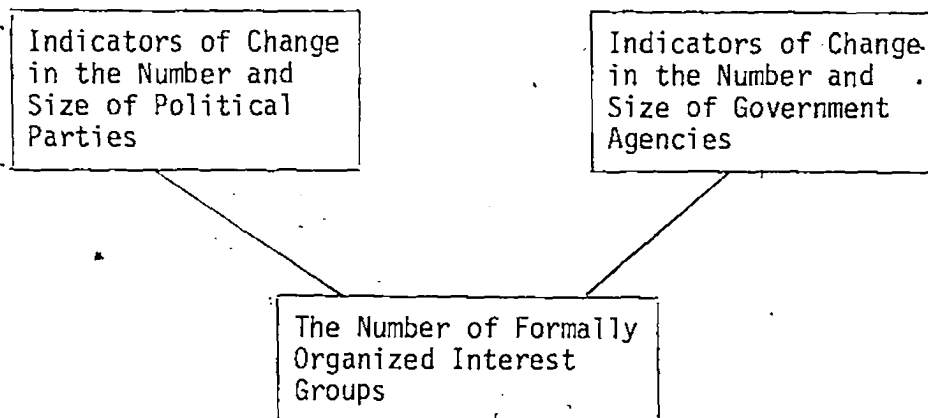 Indicators of Change
in the Number and
Size of Political
Parties
Indicators of Change
in the Number and
Size of Government
Agencies
The Number of Formally
Organized Interest
Groups